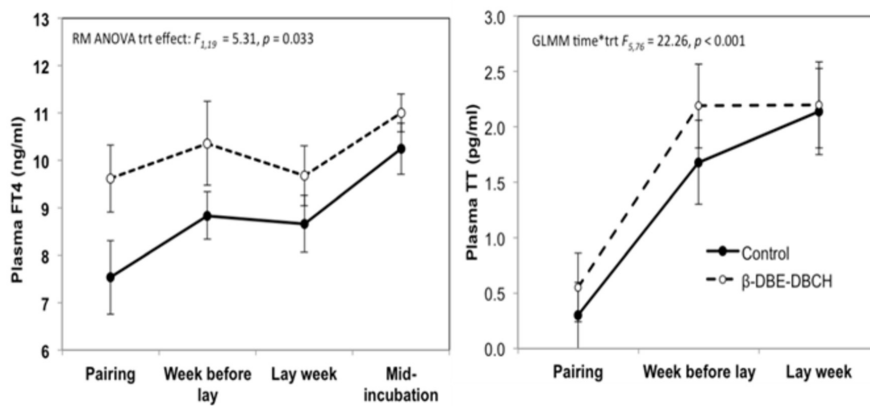 RM ANOVA trt effect: F1,19 = 5.31, p = 0.033
Plasma FT4 (ng/ml)
13
12
11
10
9
8
7
6
Pairing
Week before
lay
Lay week
Mid-
incubation
GLMM time*trt F5,76 = 22.26, p < 0.001
Plasma TT (pg/ml)
3.0
2.5
2.0
1.5
1.0
0.5
0.0
Control
β-DBE-DBCH
Pairing
Week before lay
Lay week